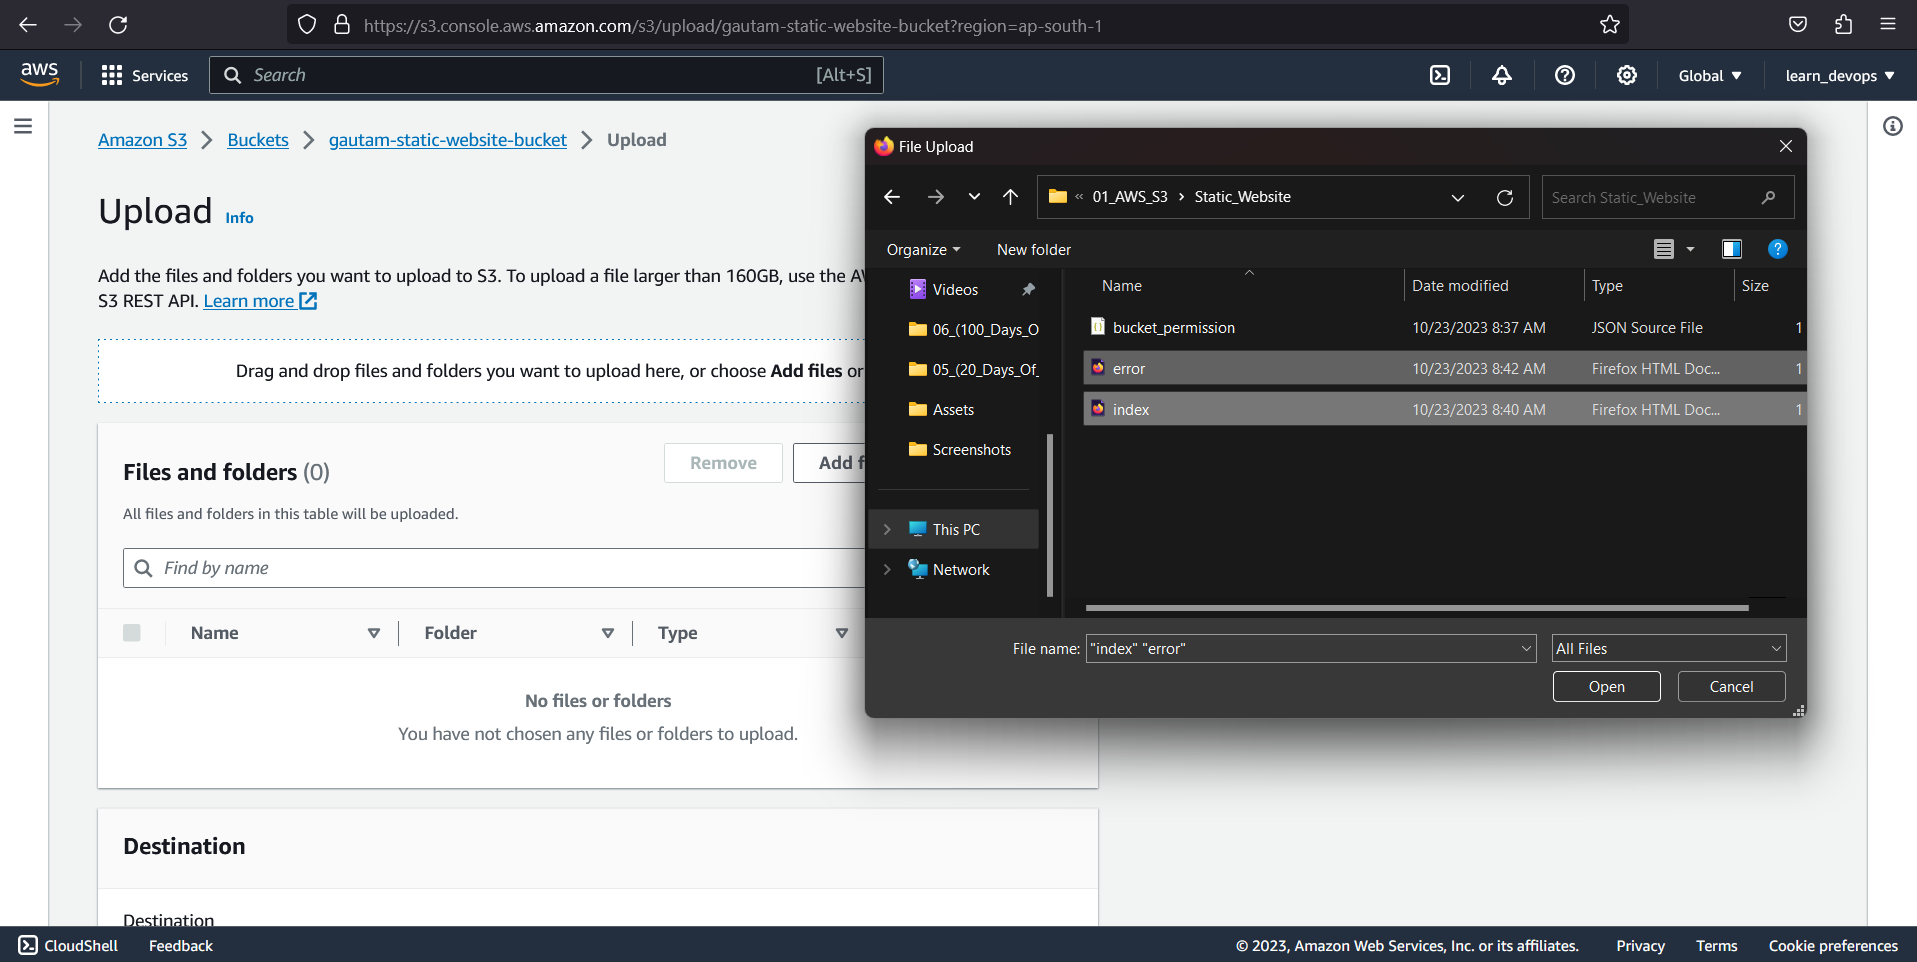 https://s3.console.aws.amazon.com/s3/upload/gautam-static-website-bucket?region=ap-south-1
aws
Services
Search
[Alt+S]
Global
learn_devops
Amazon S3 > Buckets > gautam-static-website-bucket > Upload
Upload Info
Add the files and folders you want to upload to S3. To upload a file larger than 160GB, use the
S3 REST API. Learn more
Drag and drop files and folders you want to upload here, or choose Add files or
Files and folders (0)
Remove
Add
All files and folders in this table will be uploaded.
Find by name
Name
Folder
Type
No files or folders
You have not chosen any files or folders to upload.
Destination
Destination
File Upload
« 01_AWS_S3 > Static_Website
Search Static_Website
Organize
New folder
Videos
06_(100_Days_O
05_(20_Days_Of_
Assets
Screenshots
This PC
Network
Name Date modified Type Size
bucket_permission 10/23/2023 8:37 AM JSON Source File 1
error 10/23/2023 8:42 AM Firefox HTML Doc... 1
index 10/23/2023 8:40 AM Firefox HTML Doc... 1
File name: "index" "error"
All Files
Open
Cancel
CloudShell
Feedback
© 2023, Amazon Web Services, Inc. or its affiliates.
Privacy
Terms
Cookie preferences